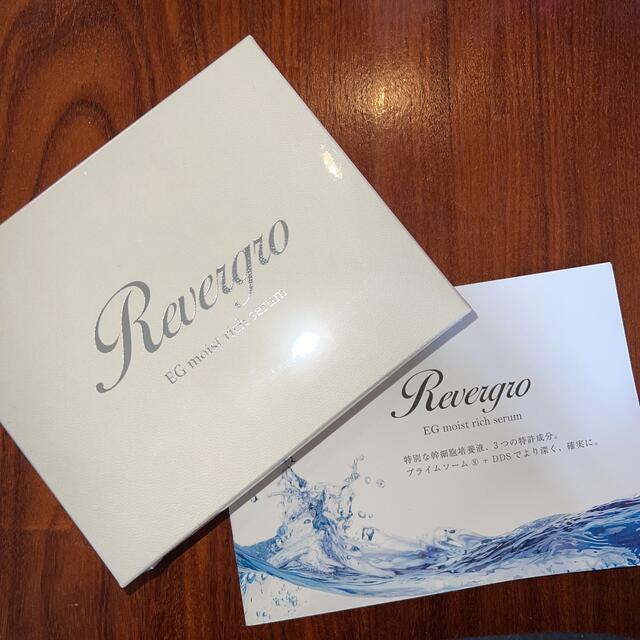 Revergro
EG moist rich serum
Revergro
EG moist rich serum
特別な幹細胞培養液、3つの特許成分。
プライムソーム® + DDSでより深く、確実に。